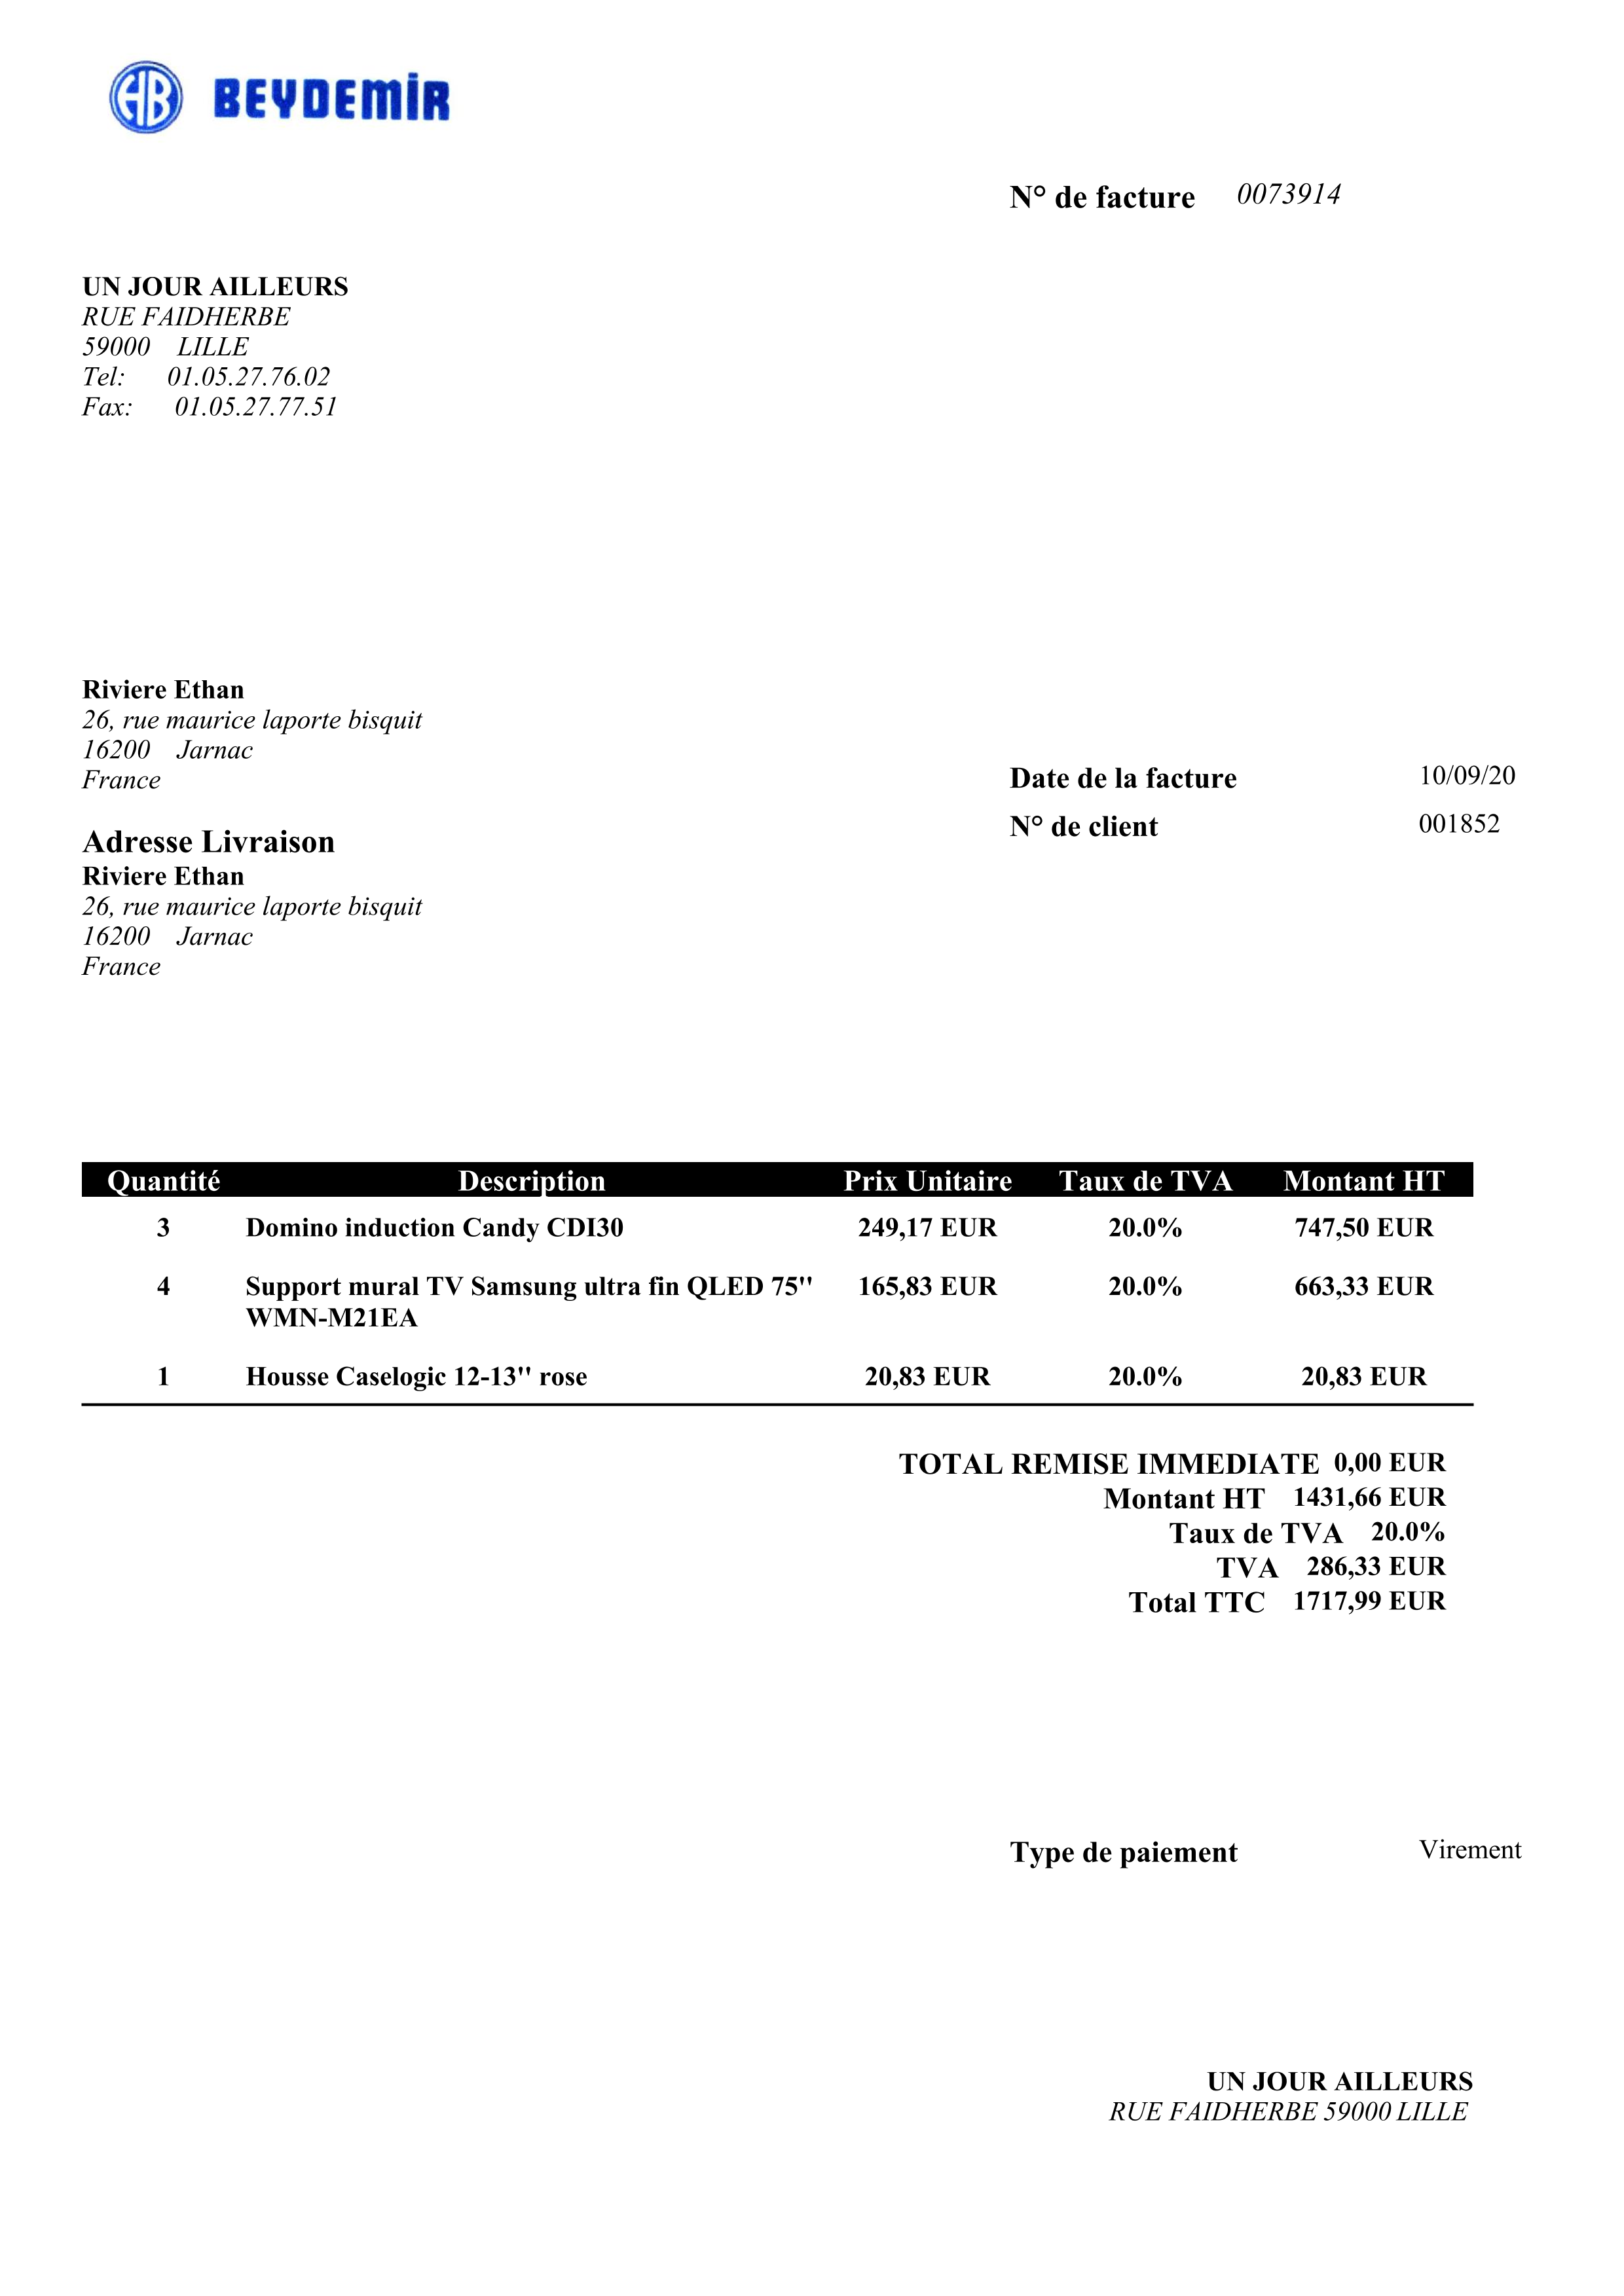 HB BEYDEMİR
N° de facture 0073914
UN JOUR AILLEURS
RUE FAIDHERBE
59000 LILLE
Tel: 01.05.27.76.02
Fax: 01.05.27.77.51
Riviere Ethan
26, rue maurice laporte bisquit
16200 Jarnac
France
Date de la facture 10/09/20
N° de client 001852
Adresse Livraison
Riviere Ethan
26, rue maurice laporte bisquit
16200 Jarnac
France
Quantité Description Prix Unitaire Taux de TVA Montant HT
3 Domino induction Candy CDI30 249,17 EUR 20.0% 747,50 EUR
4 Support mural TV Samsung ultra fin QLED 75'' 165,83 EUR 20.0% 663,33 EUR
WMN-M21EA
1 Housse Caselogic 12-13'' rose 20,83 EUR 20.0% 20,83 EUR
TOTAL REMISE IMMEDIATE 0,00 EUR
Montant HT 1431,66 EUR
Taux de TVA 20.0%
TVA 286,33 EUR
Total TTC 1717,99 EUR
Type de paiement Virement
UN JOUR AILLEURS
RUE FAIDHERBE 59000 LILLE